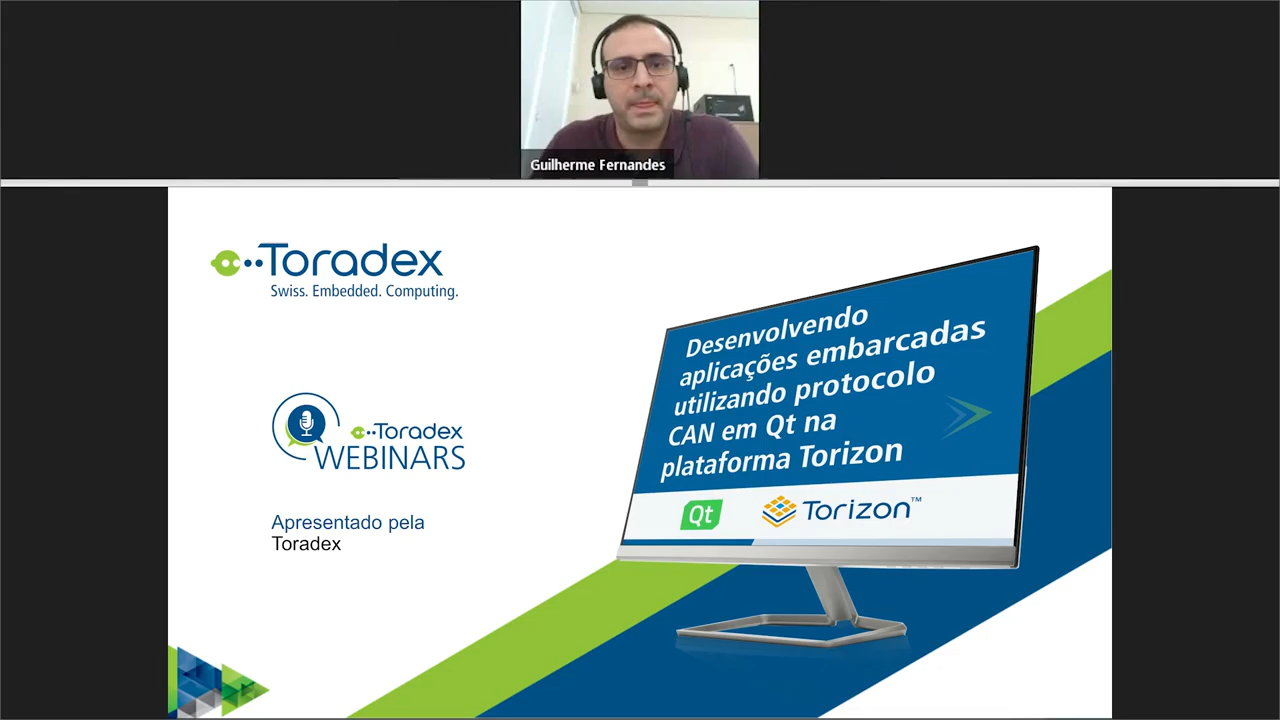 Guilherme Fernandes
Toradex
Swiss. Embedded. Computing.
Toradex
WEBINARS
Apresentado pela
Toradex
Desenvolvendo
aplicações embarcadas
utilizando protocolo
CAN em Qt na
plataforma Torizon
Qt
Torizon™